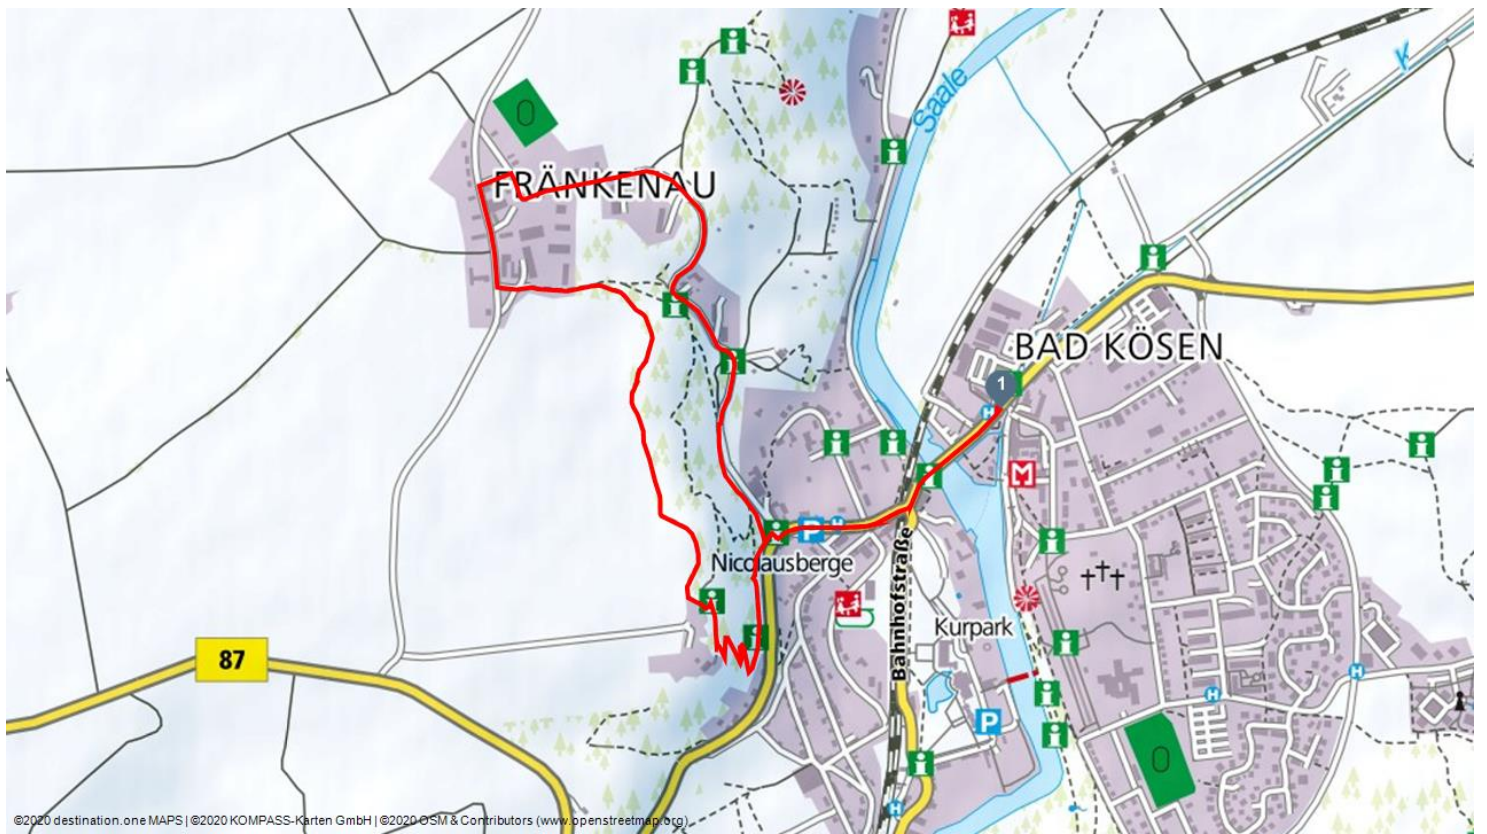 Saale
K
FRÄNKENAU
BAD KÖSEN
1
Nicolausberge
Bahnhofstraße
Kurpark
87
P
P
H
H
H
H
H
M
©2020 destination.one MAPS | ©2020 KOMPASS-Karten GmbH | ©2020 OSM & Contributors (www.openstreetmap.org)